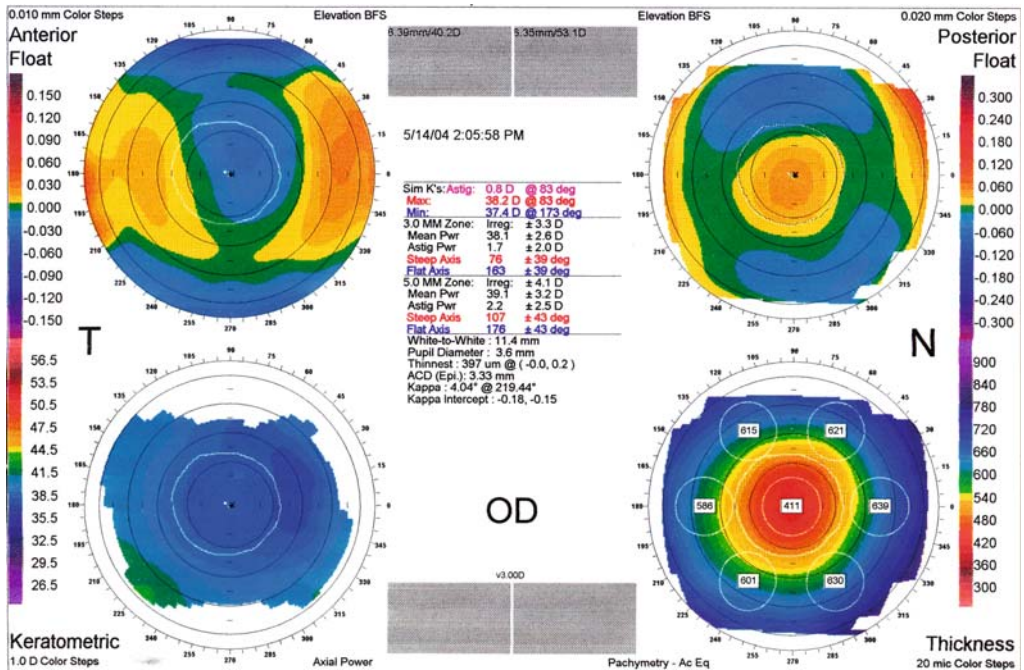 0.010 mm Color Steps
Elevation BFS
Elevation BFS
0.020 mm Color Steps
Anterior
Float
0.150
0.120
0.090
0.060
0.030
0.000
-0.030
-0.060
-0.090
-0.120
-0.150
105 90 75
6.39mm/40.2D
6.35mm/53.1D
5/14/04 2:05:58 PM
Sim K's: Astig: 0.8 D @ 83 deg
Max: 38.2 D @ 83 deg
Min: 37.4 D @ 173 deg
3.0 MM Zone: Irreg: ± 3.3 D
Mean Pwr 38.1 ± 2.6 D
Astig Pwr 1.7 ± 2.0 D
Steep Axis 76 ± 39 deg
Flat Axis 163 ± 39 deg
5.0 MM Zone: Irreg: ± 4.1 D
Mean Pwr 39.1 ± 3.2 D
Astig Pwr 2.2 ± 2.5 D
Steep Axis 107 ± 43 deg
Flat Axis 176 ± 43 deg
White-to-White : 11.4 mm
Pupil Diameter : 3.6 mm
Thinnest : 397 um @ ( -0.0, 0.2 )
ACD (Epi.): 3.33 mm
Kappa : 4.04° @ 219.44°
Kappa Intercept : -0.18, -0.15
Posterior
Float
0.300
0.240
0.180
0.120
0.060
0.000
-0.060
-0.120
-0.180
-0.240
-0.300
T
N
OD
56.5
53.5
50.5
47.5
44.5
41.5
38.5
35.5
32.5
29.5
26.5
615 621
586 411 639
601 630
900
840
780
720
660
600
540
480
420
360
300
v3.00D
Keratometric
1.0 D Color Steps
Axial Power
Pachymetry - Ac Eq
Thickness
20 mic Color Steps